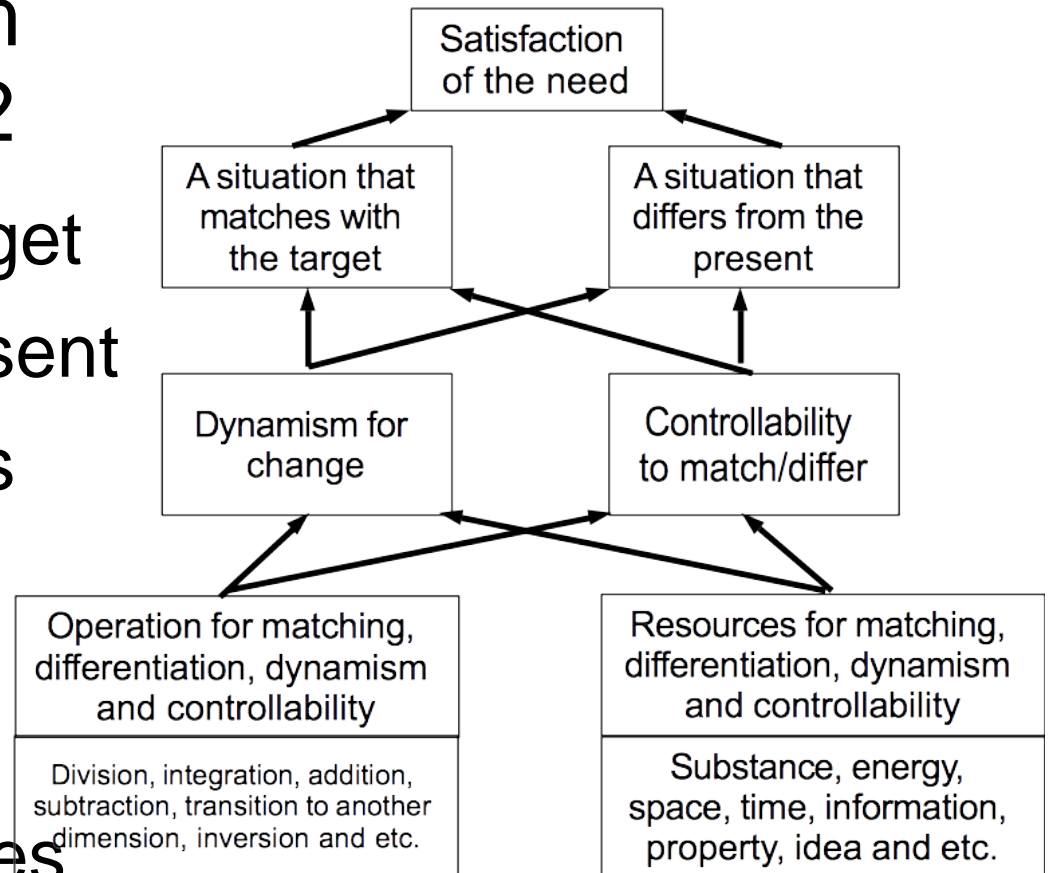 Satisfaction
of the need
A situation that
matches with
the target
A situation that
differs from the
present
Dynamism for
change
Controllability
to match/differ
Operation for matching,
differentiation, dynamism
and controllability
Resources for matching,
differentiation, dynamism
and controllability
Division, integration, addition,
subtraction, transition to another
dimension, inversion and etc.
Substance, energy,
space, time, information,
property, idea and etc.